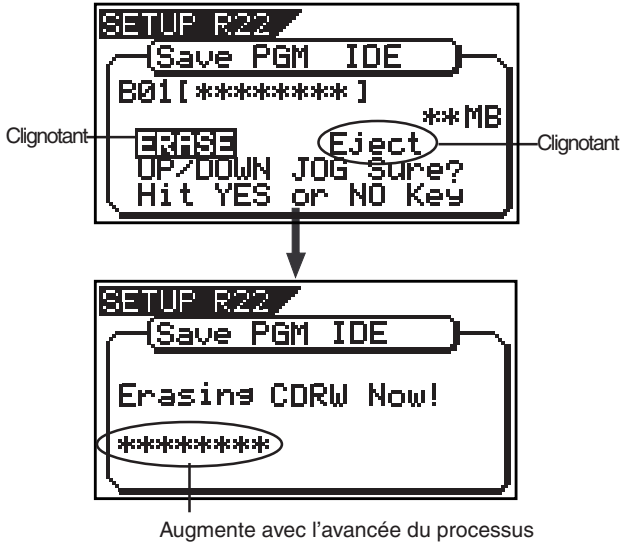 SETUP R22
Save PGM IDE
B01[******** ]
**MB
Clignotant
ERASE Eject
Clignotant
UP/DOWN JOG Sure?
Hit YES or NO Key
SETUP R22
Save PGM IDE
Erasing CDRW Now!
********
Augmente avec l'avancée du processus